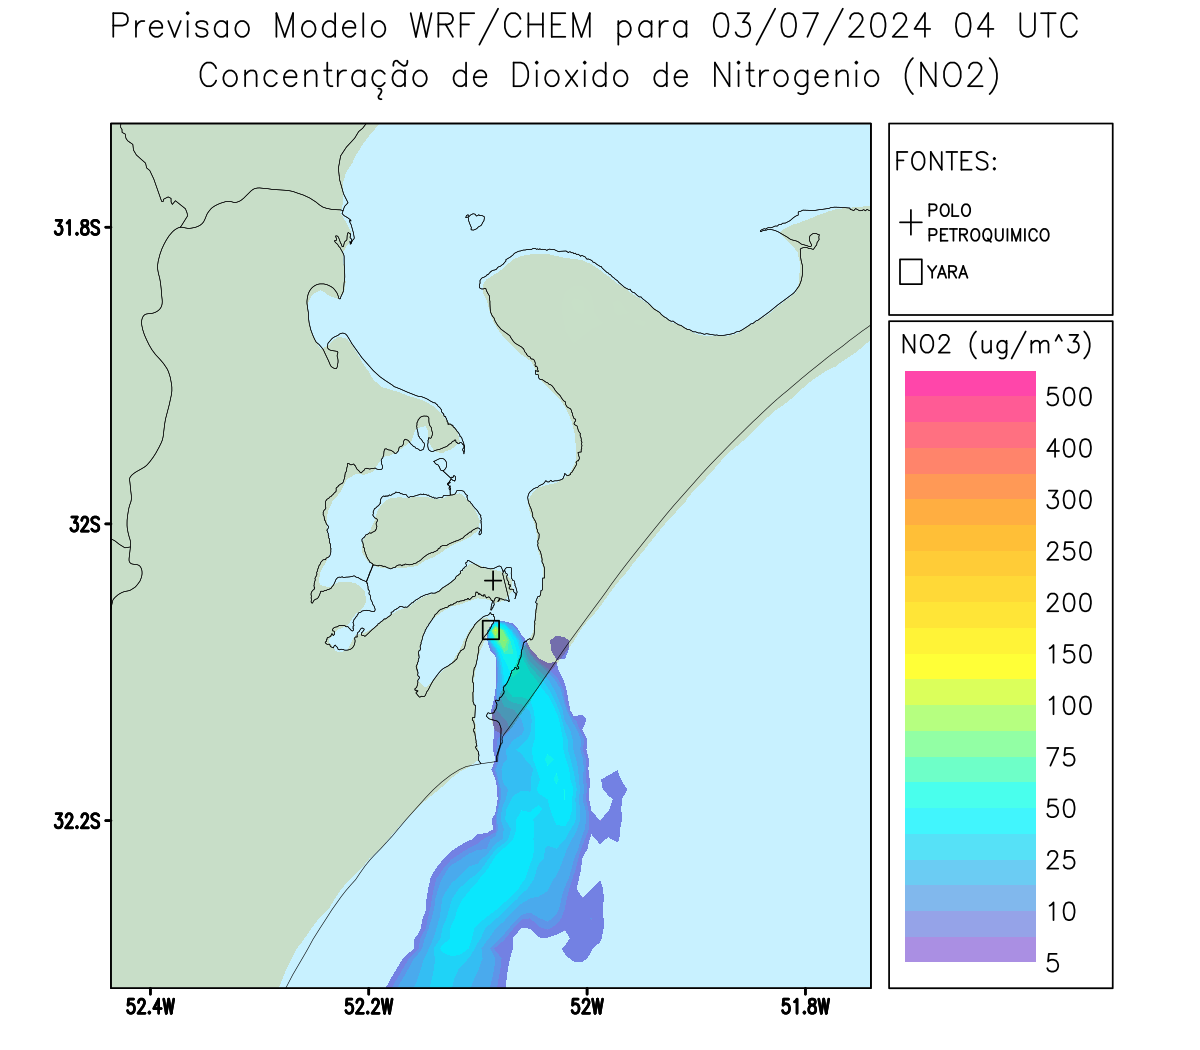 Previsao Modelo WRF/CHEM para 03/07/2024 04 UTC
Concentração de Dioxido de Nitrogenio (NO2)
FONTES:
POLO
PETROQUIMICO
YARA
31.8S
32S
32.2S
52.4W
52.2W
52W
51.8W
NO2 (ug/m^3)
500
400
300
250
200
150
100
75
50
25
10
5